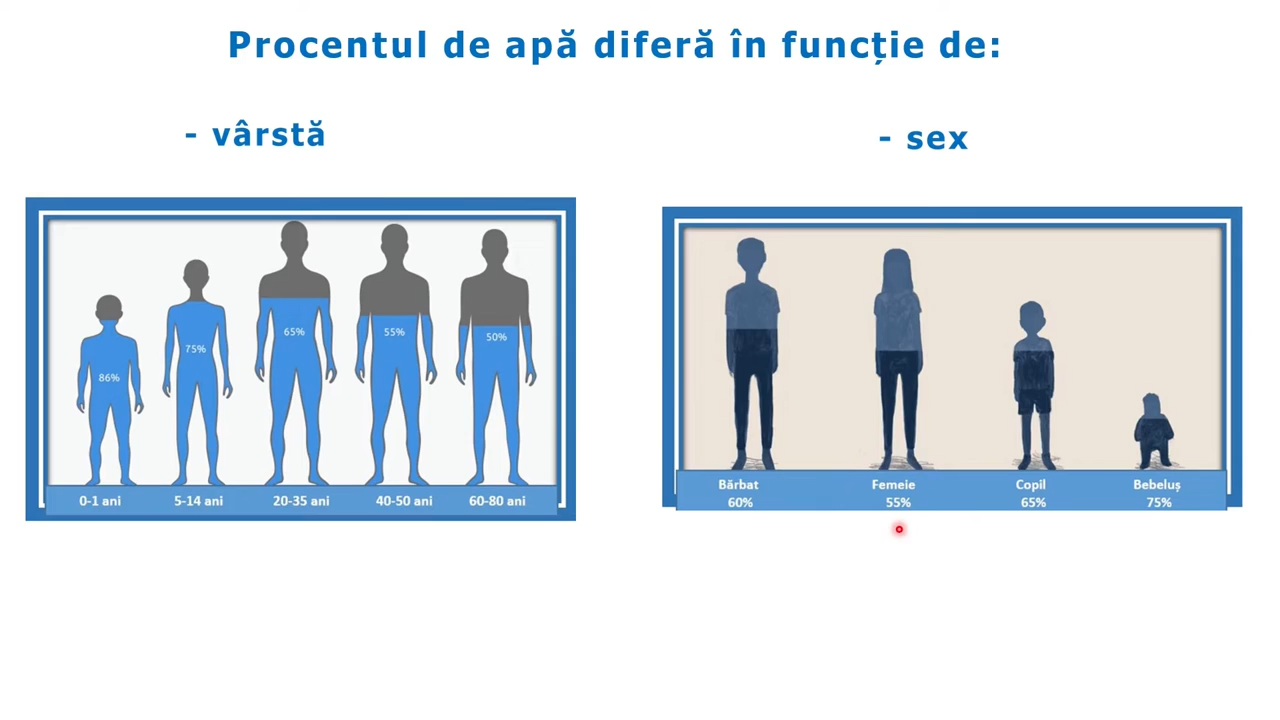 Procentul de apă diferă în funcție de:
- vârstă
- sex
86%
75%
65%
55%
50%
0-1 ani
5-14 ani
20-35 ani
40-50 ani
60-80 ani
Bărbat
Femeie
Copil
Bebeluș
60%
55%
65%
75%